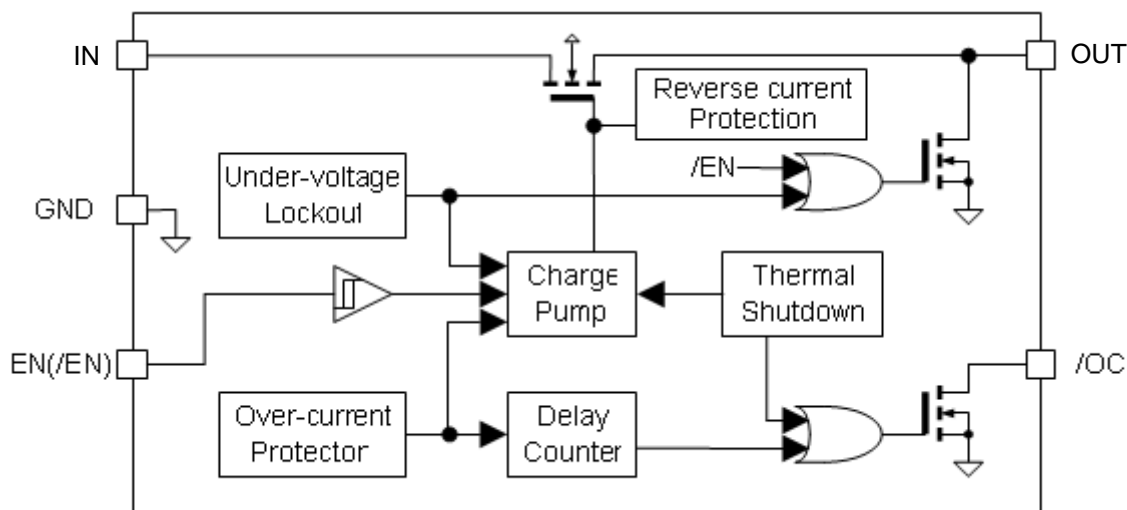 IN
OUT
Reverse current
Protection
/EN
Under-voltage
Lockout
GND
Charge
Pump
Thermal
Shutdown
EN(/EN)
/OC
Over-current
Protector
Delay
Counter